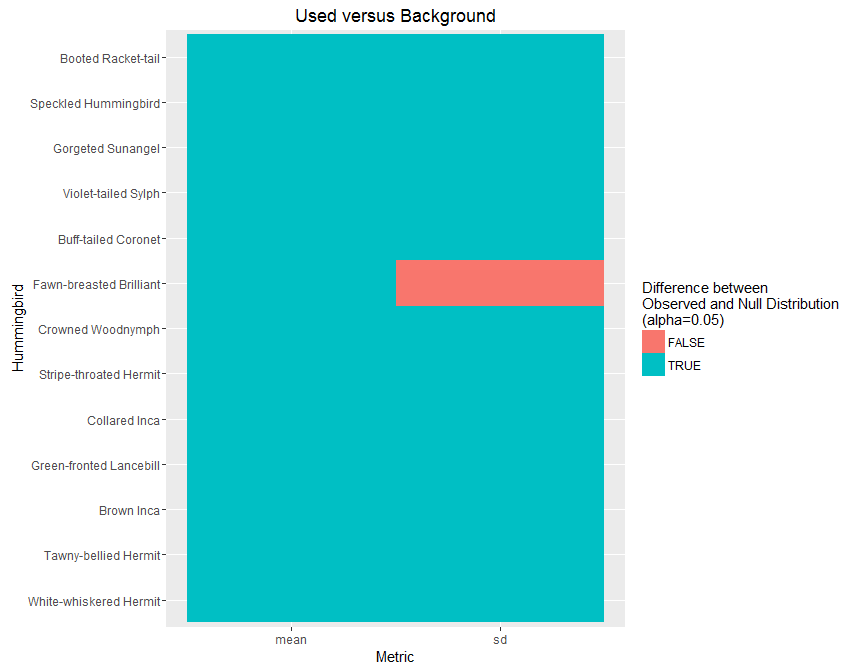 Used versus Background
Hummingbird
Booted Racket-tail
Speckled Hummingbird
Gorgeted Sunangel
Violet-tailed Sylph
Buff-tailed Coronet
Fawn-breasted Brilliant
Crowned Woodnymph
Stripe-throated Hermit
Collared Inca
Green-fronted Lancebill
Brown Inca
Tawny-bellied Hermit
White-whiskered Hermit
mean
sd
Metric
Difference between
Observed and Null Distribution
(alpha=0.05)
FALSE
TRUE